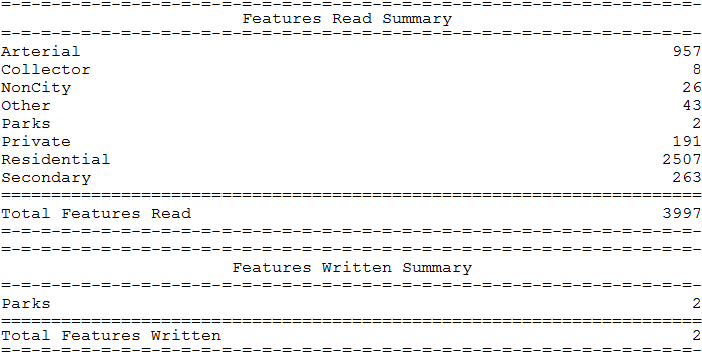 =-=-=-=-=-=-=-=-=-=-=-=-=-=-=-=-=-=-=-=-=-=-=-=-=-=-=-=-=-=-=-=-=-=-=-
Features Read Summary
=-=-=-=-=-=-=-=-=-=-=-=-=-=-=-=-=-=-=-=-=-=-=-=-=-=-=-=-=-=-=-=-=-=-=-
Arterial 957
Collector 8
NonCity 26
Other 43
Parks 2
Private 191
Residential 2507
Secondary 263
======================================================================
Total Features Read 3997
=-=-=-=-=-=-=-=-=-=-=-=-=-=-=-=-=-=-=-=-=-=-=-=-=-=-=-=-=-=-=-=-=-=-=-
=-=-=-=-=-=-=-=-=-=-=-=-=-=-=-=-=-=-=-=-=-=-=-=-=-=-=-=-=-=-=-=-=-=-=-
Features Written Summary
=-=-=-=-=-=-=-=-=-=-=-=-=-=-=-=-=-=-=-=-=-=-=-=-=-=-=-=-=-=-=-=-=-=-=-
Parks 2
======================================================================
Total Features Written 2
=-=-=-=-=-=-=-=-=-=-=-=-=-=-=-=-=-=-=-=-=-=-=-=-=-=-=-=-=-=-=-=-=-=-=-